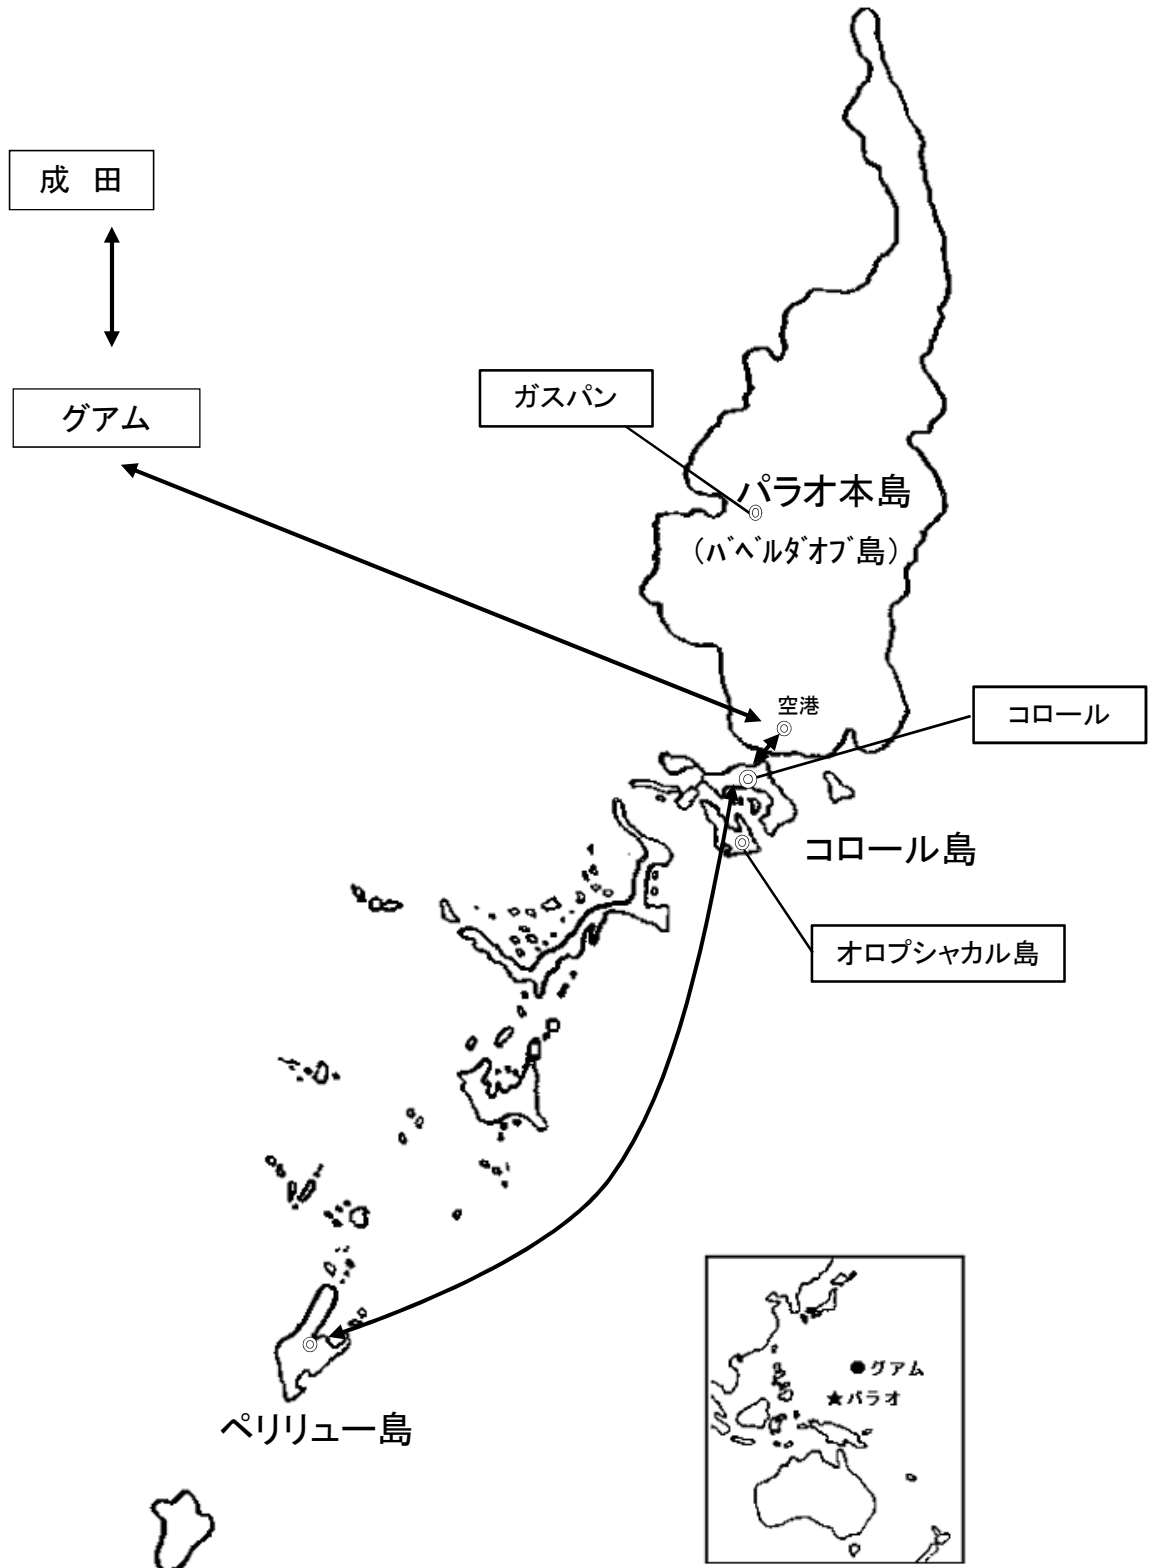 成 田
グアム
ガスパン
パラオ本島
(ﾊﾞﾍﾞﾙﾀﾞｵﾌﾞ島)
空港
コロール
コロール島
オロプシャカル島
ペリリュー島
●グアム
★パラオ